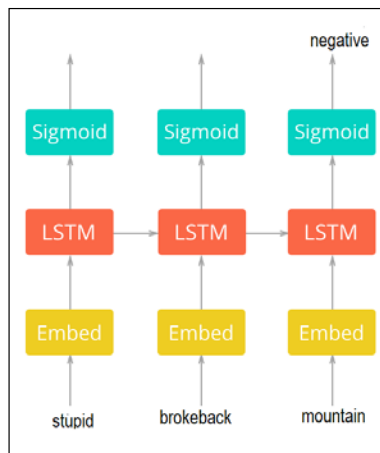 negative
Sigmoid Sigmoid Sigmoid
LSTM LSTM LSTM
Embed Embed Embed
stupid brokeback mountain